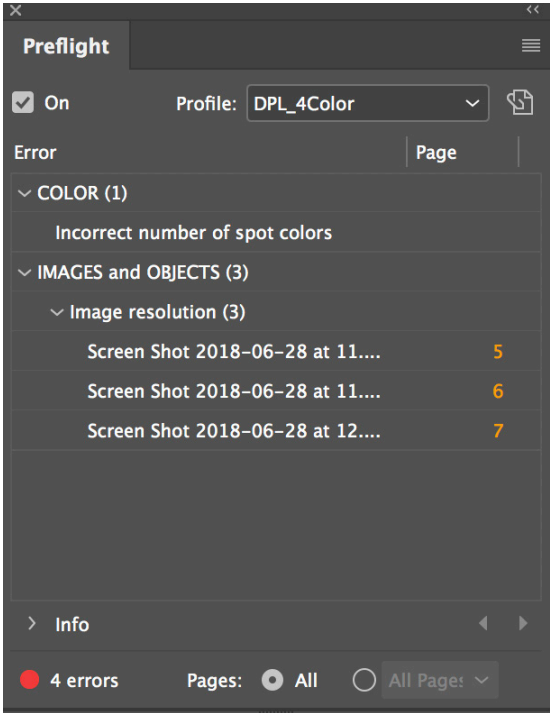 Preflight
On Profile: DPL_4Color
Error Page
COLOR (1)
Incorrect number of spot colors
IMAGES and OBJECTS (3)
Image resolution (3)
Screen Shot 2018-06-28 at 11.... 5
Screen Shot 2018-06-28 at 11.... 6
Screen Shot 2018-06-28 at 12.... 7
Info
4 errors Pages: All All Pages